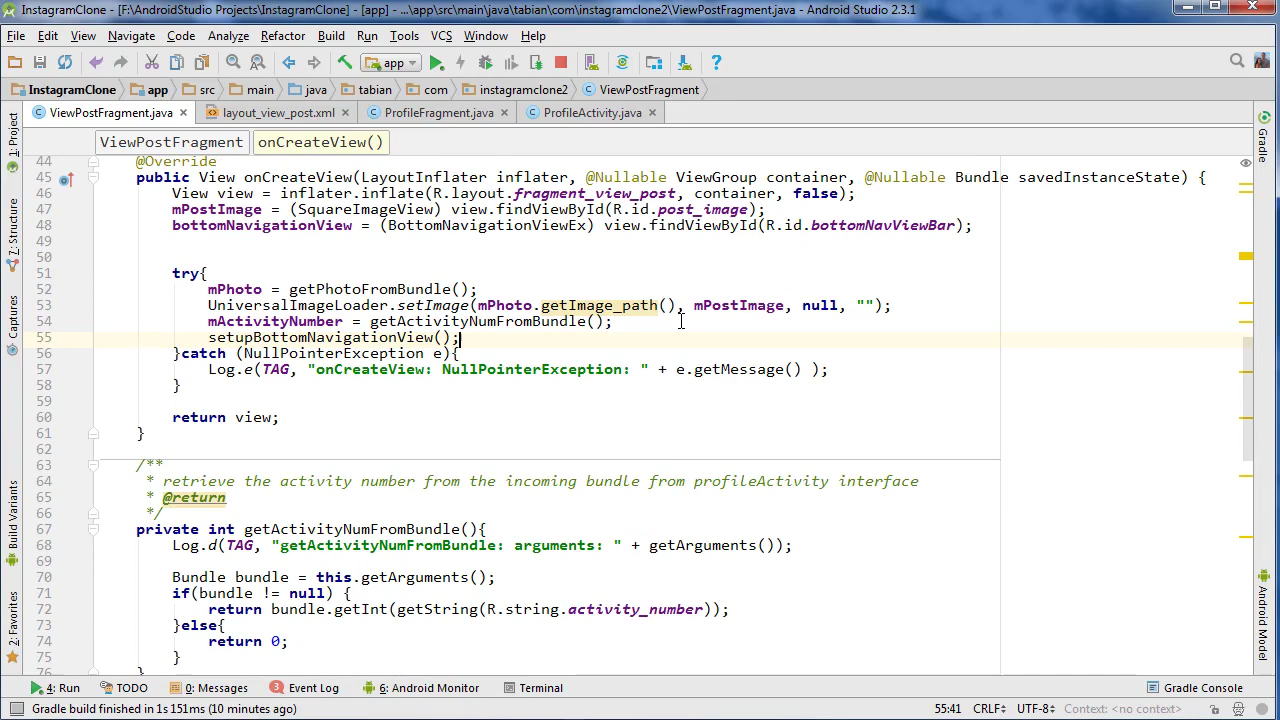 InstagramClone - [F:\AndroidStudio Projects\InstagramClone] - [app] - ...\app\src\main\java\tabian\com\instagramclone2\ViewPostFragment.java - Android Studio 2.3.1
File Edit View Navigate Code Analyze Refactor Build Run Tools VCS Window Help
app
InstagramClone app src main java tabian com instagramclone2 ViewPostFragment
ViewPostFragment.java layout_view_post.xml ProfileFragment.java ProfileActivity.java
ViewPostFragment onCreateView()
44 @Override
45 public View onCreateView(LayoutInflater inflater, @Nullable ViewGroup container, @Nullable Bundle savedInstanceState) {
46 View view = inflater.inflate(R.layout.fragment_view_post, container, false);
47 mPostImage = (SquareImageView) view.findViewById(R.id.post_image);
48 bottomNavigationView = (BottomNavigationViewEx) view.findViewById(R.id.bottomNavViewBar);
49
50
51 try{
52 mPhoto = getPhotoFromBundle();
53 UniversalImageLoader.setImage(mPhoto.getImage_path(), mPostImage, null, "");
54 mActivityNumber = getActivityNumFromBundle();
55 setupBottomNavigationView();
56 }catch (NullPointerException e){
57 Log.e(TAG, "onCreateView: NullPointerException: " + e.getMessage() );
58 }
59
60 return view;
61 }
62
63 /**
64 * retrieve the activity number from the incoming bundle from profileActivity interface
65 * @return
66 */
67 private int getActivityNumFromBundle(){
68 Log.d(TAG, "getActivityNumFromBundle: arguments: " + getArguments());
69
70 Bundle bundle = this.getArguments();
71 if(bundle != null) {
72 return bundle.getInt(getString(R.string.activity_number));
73 }else{
74 return 0;
75 }
76 }
1: Project
7: Structure
Captures
Build Variants
2: Favorites
Gradle
Android Model
4: Run TODO 0: Messages 3 Event Log 6: Android Monitor Terminal Gradle Console
Gradle build finished in 1s 151ms (10 minutes ago) 55:41 CRLF÷ UTF-8÷ Context: <no context>